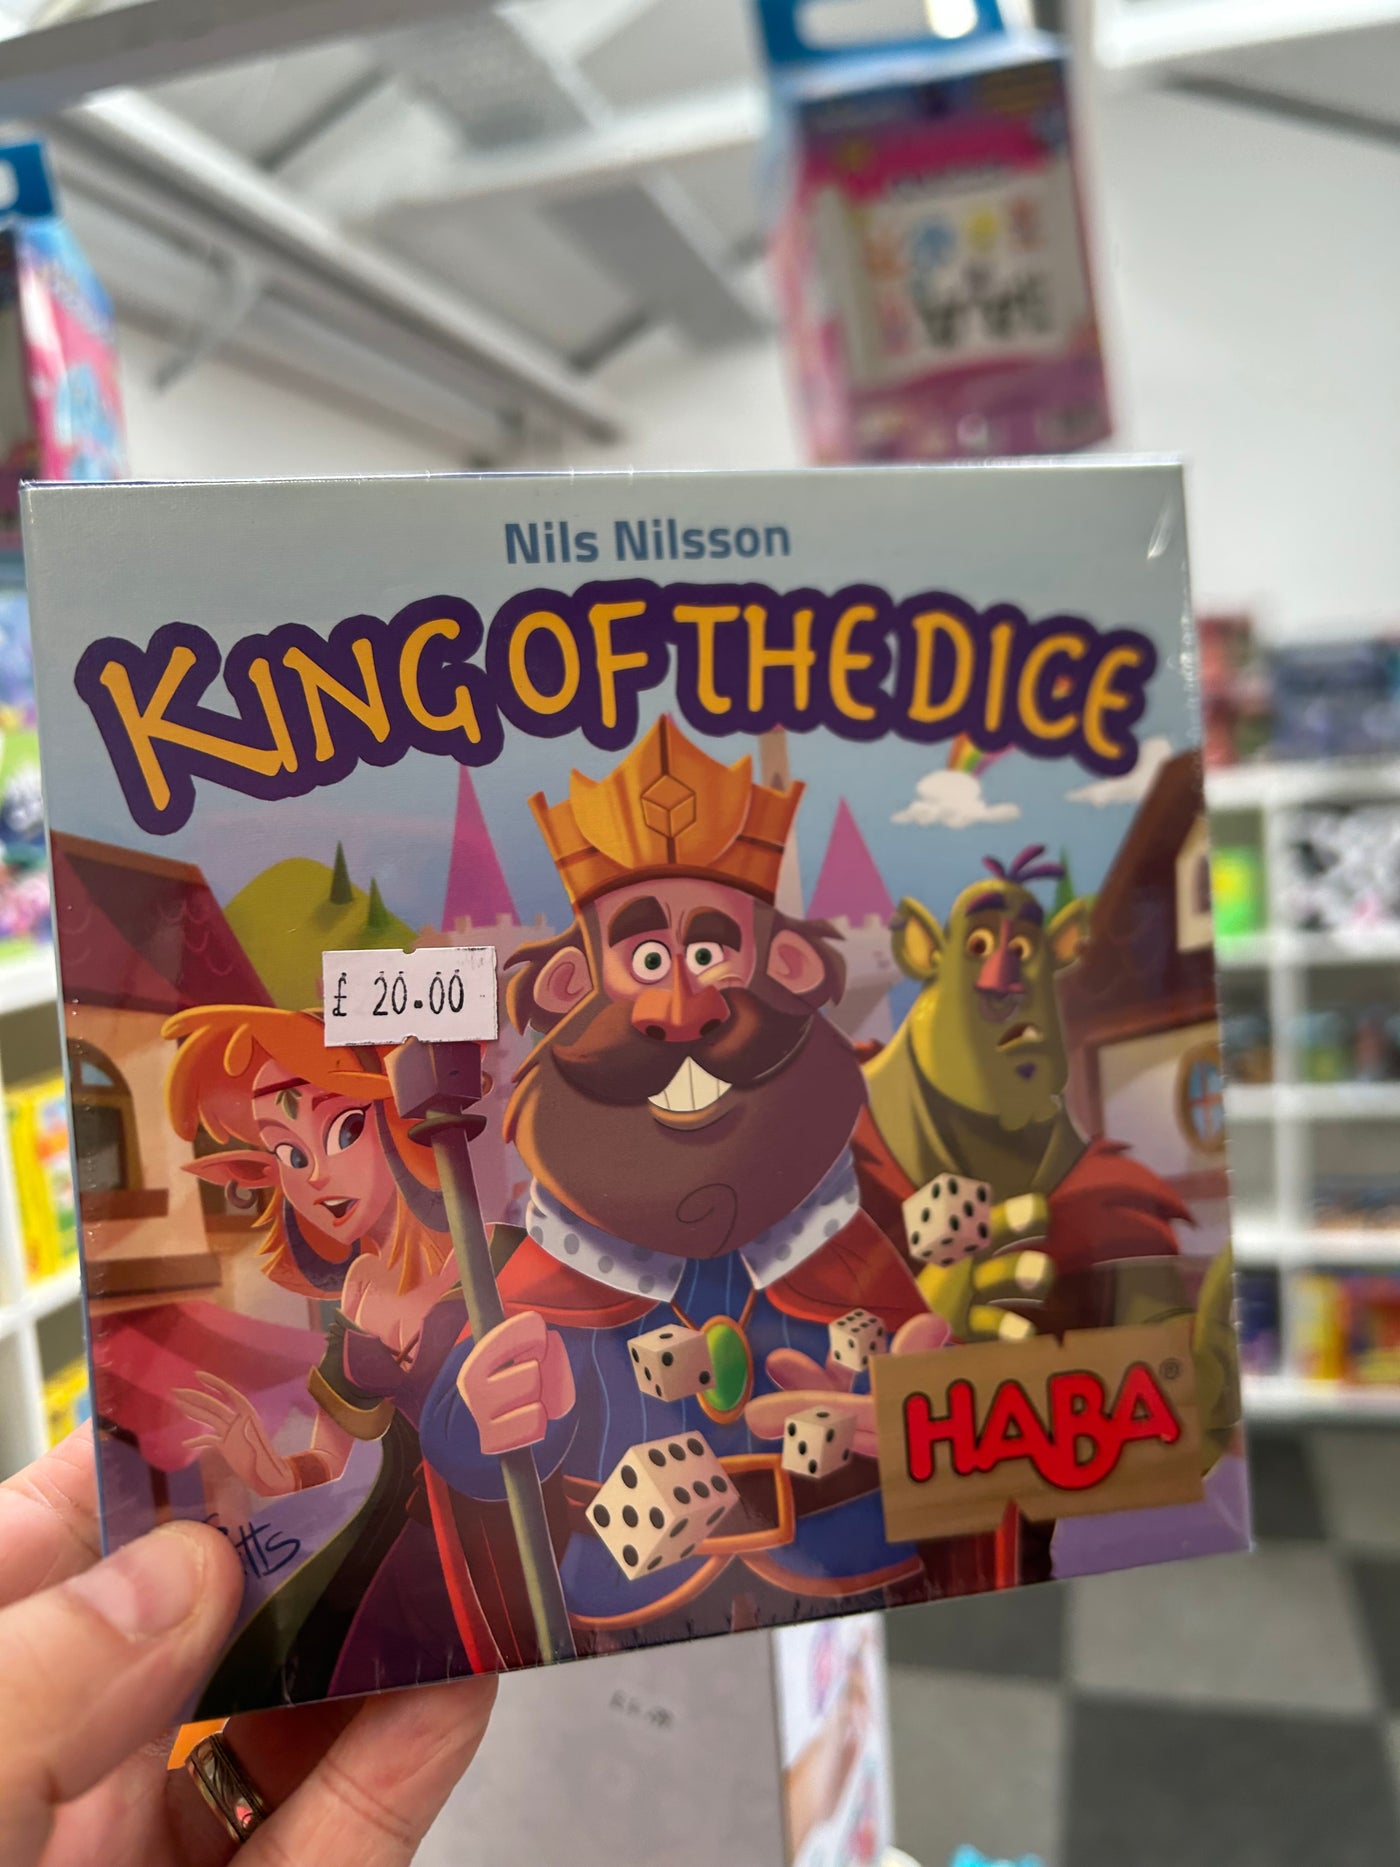 Nils Nilsson
KING OF THE DICE
£ 20.00
HABA®